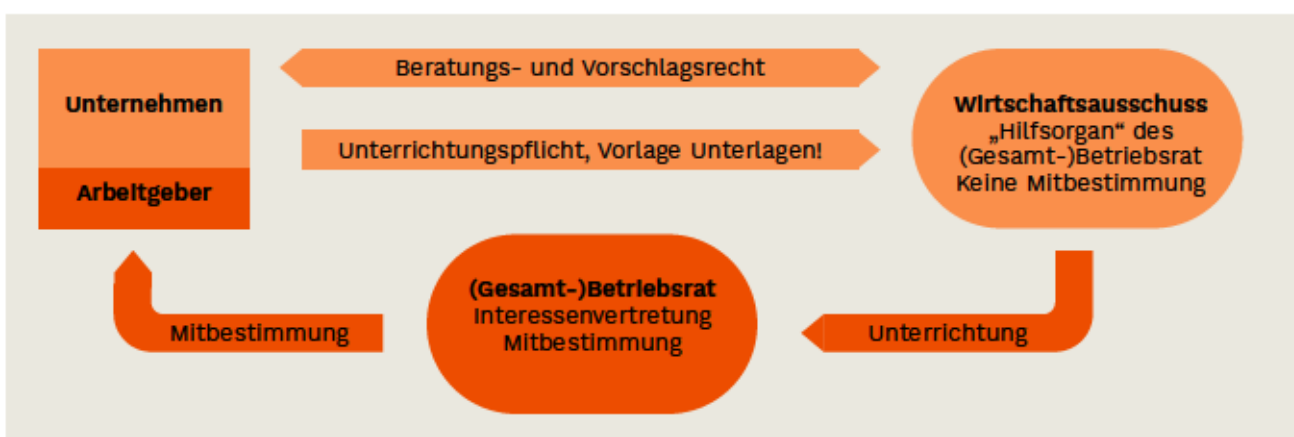 Beratungs- und Vorschlagsrecht
Unternehmen
Wirtschaftsausschuss
„Hilfsorgan“ des
(Gesamt-)Betriebsrat
Keine Mitbestimmung
Unterrichtungspflicht, Vorlage Unterlagen!
Arbeitgeber
(Gesamt-)Betriebsrat
Interessenvertretung
Mitbestimmung
Mitbestimmung
Unterrichtung